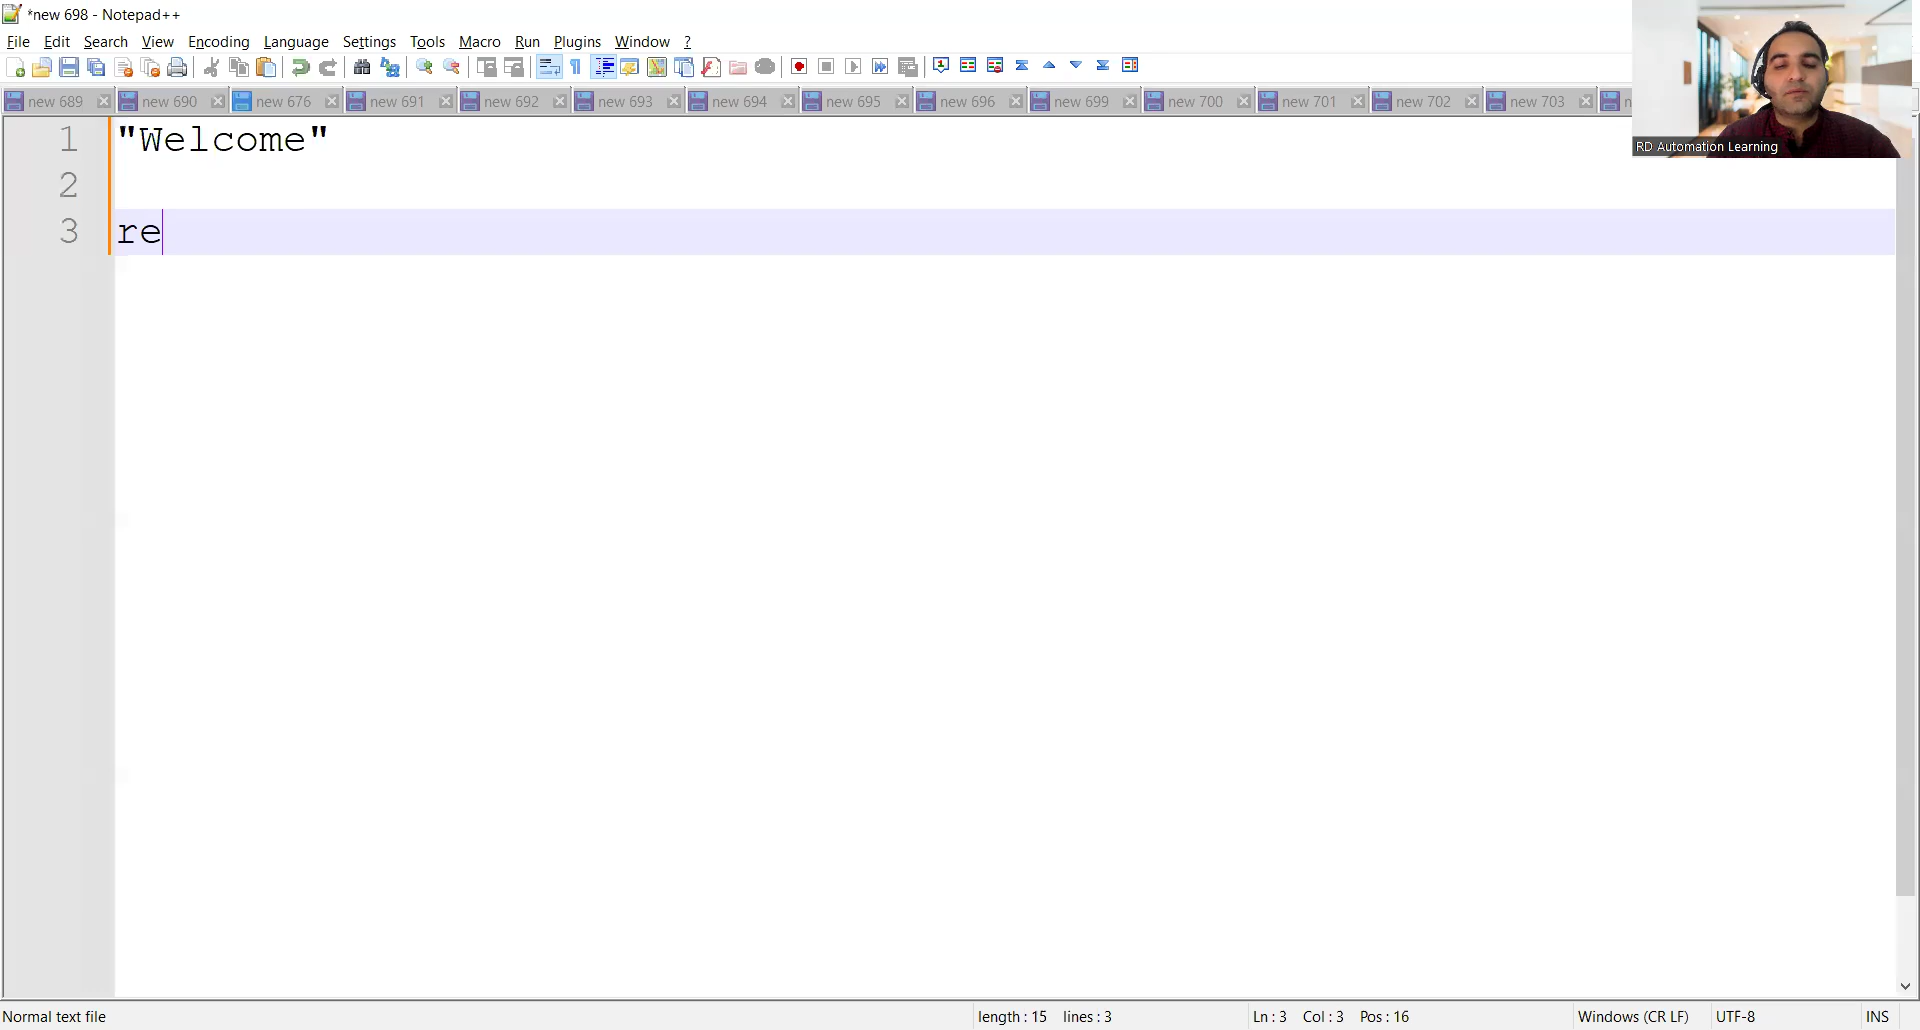 *new 698 - Notepad++
File Edit Search View Encoding Language Settings Tools Macro Run Plugins Window ?
new 689 new 690 new 676 new 691 new 692 new 693 new 694 new 695 new 696 new 699 new 700 new 701 new 702 new 703 n
1 "Welcome"
2
3 re
RD Automation Learning
Normal text file length : 15 lines : 3 Ln : 3 Col : 3 Pos : 16 Windows (CR LF) UTF-8 INS